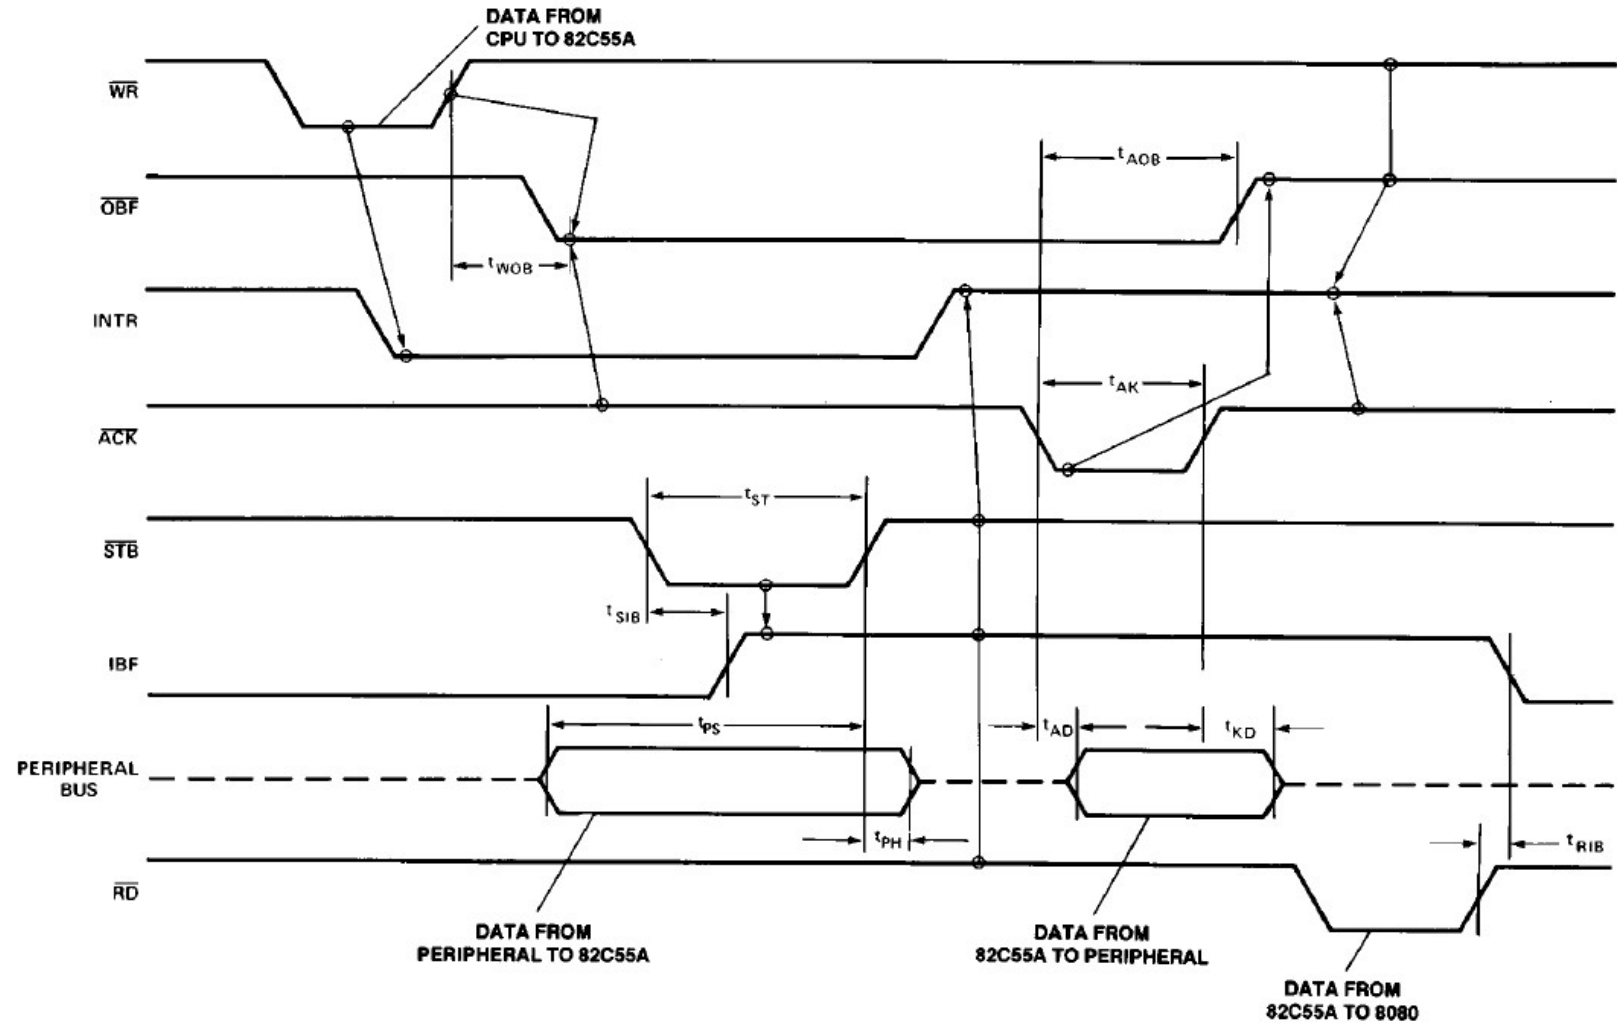 DATA FROM
CPU TO 82C55A
WR
tAOB
OBF
tWOB
INTR
tAK
ACK
tST
STB
tSIB
IBF
tPS
tAD
tKD
PERIPHERAL
BUS
tPH
tRIB
RD
DATA FROM
PERIPHERAL TO 82C55A
DATA FROM
82C55A TO PERIPHERAL
DATA FROM
82C55A TO 8080